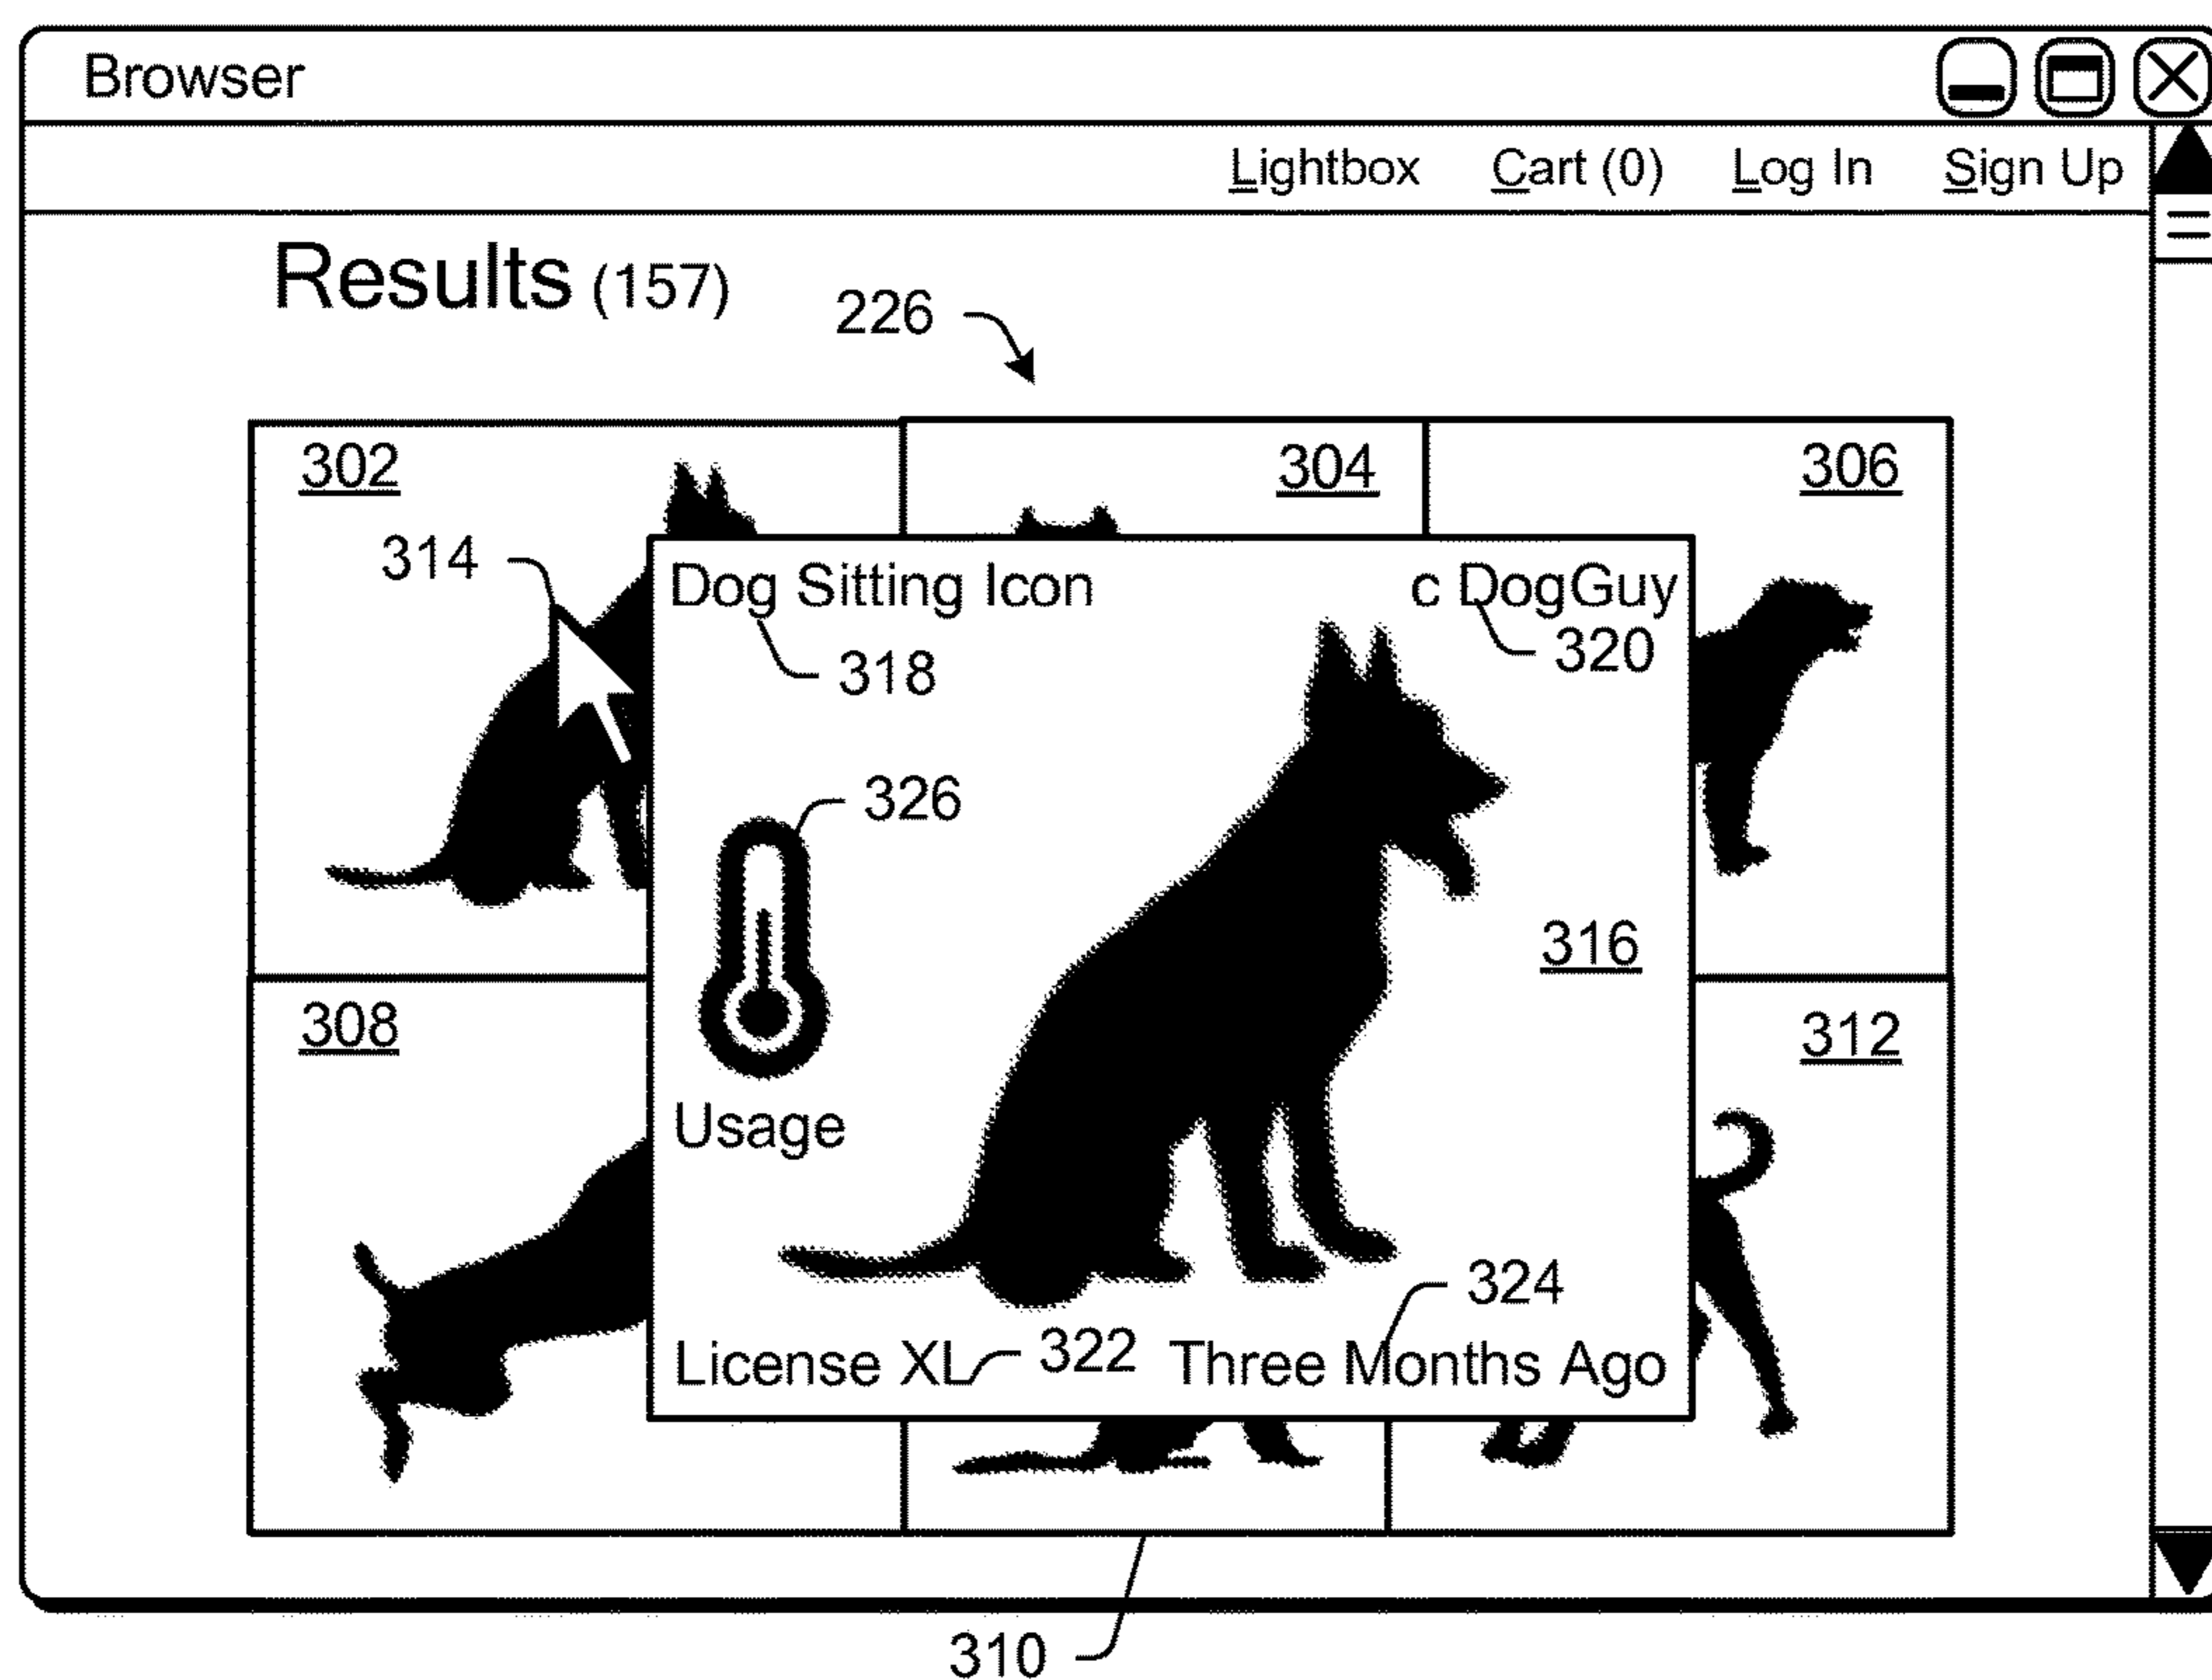 Browser
Lightbox Cart (0) Log In Sign Up
Results (157)
226
302
304
306
314
Dog Sitting Icon
c DogGuy
318
320
326
316
308
312
Usage
324
License XL
322
Three Months Ago
310